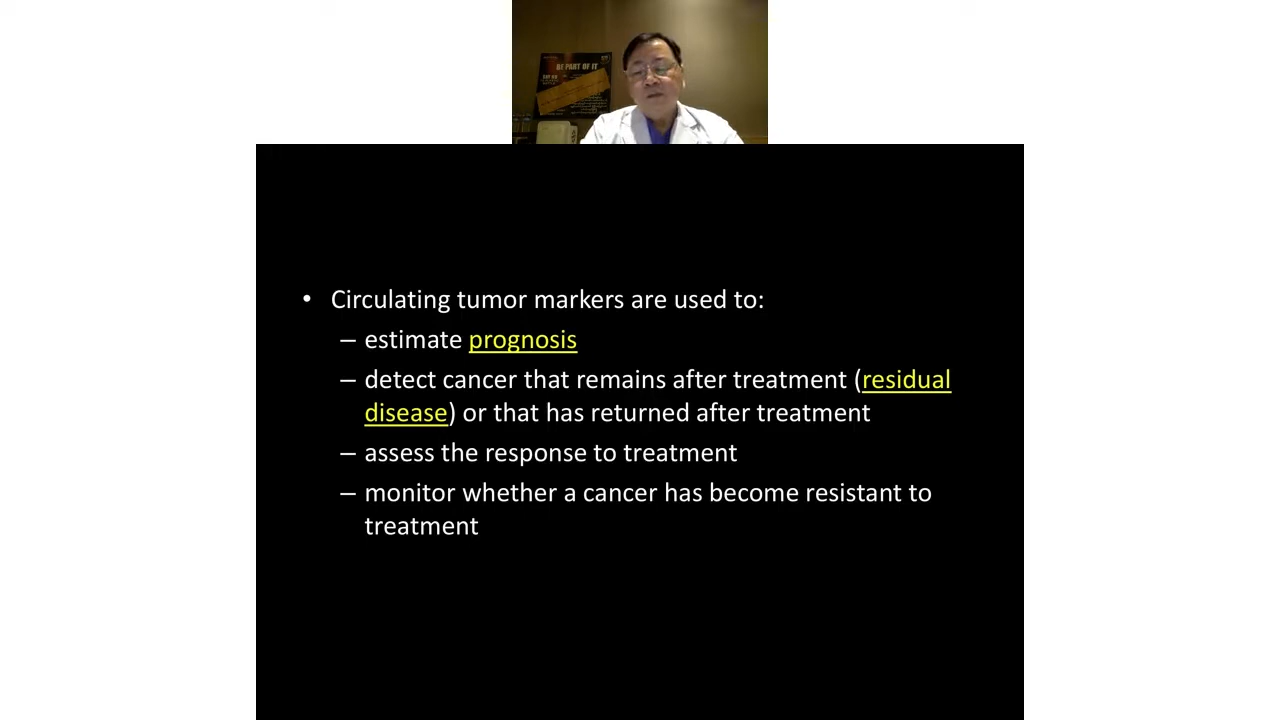 BE PART OF IT
• Circulating tumor markers are used to:
– estimate prognosis
– detect cancer that remains after treatment (residual
disease) or that has returned after treatment
– assess the response to treatment
– monitor whether a cancer has become resistant to
treatment